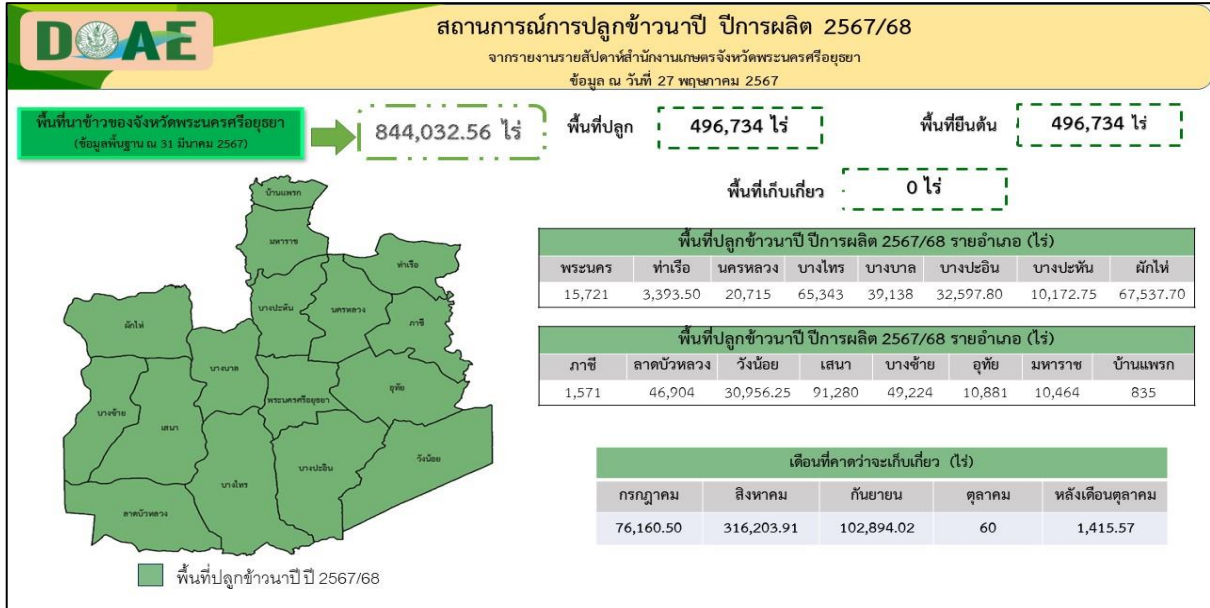 DOAE
สถานการณ์การปลูกข้าวนาปี ปีการผลิต 2567/68
จากรายงานรายสัปดาห์สำนักงานเกษตรจังหวัดพระนครศรีอยุธยา
ข้อมูล ณ วันที่ 27 พฤษภาคม 2567
พื้นที่นาข้าวของจังหวัดพระนครศรีอยุธยา
(ข้อมูลพื้นฐาน ณ 31 มีนาคม 2567)
844,032.56 ไร่
พื้นที่ปลูก 496,734 ไร่
พื้นที่ยืนต้น 496,734 ไร่
พื้นที่เก็บเกี่ยว 0 ไร่
บ้านแพรก
มหาราช
ท่าเรือ
บางปะหัน
นครหลวง
ภาชี
ผักไห่
บางบาล
อุทัย
พระนครศรีอยุธยา
บางซ้าย
เสนา
วังน้อย
บางปะอิน
บางไทร
ลาดบัวหลวง
พื้นที่ปลูกข้าวนาปี ปี 2567/68
พื้นที่ปลูกข้าวนาปี ปีการผลิต 2567/68 รายอำเภอ (ไร่)
พระนคร ท่าเรือ นครหลวง บางไทร บางบาล บางปะอิน บางปะหัน ผักไห่
15,721 3,393.50 20,715 65,343 39,138 32,597.80 10,172.75 67,537.70
พื้นที่ปลูกข้าวนาปี ปีการผลิต 2567/68 รายอำเภอ (ไร่)
ภาชี ลาดบัวหลวง วังน้อย เสนา บางซ้าย อุทัย มหาราช บ้านแพรก
1,571 46,904 30,956.25 91,280 49,224 10,881 10,464 835
เดือนที่คาดว่าจะเก็บเกี่ยว (ไร่)
กรกฎาคม สิงหาคม กันยายน ตุลาคม หลังเดือนตุลาคม
76,160.50 316,203.91 102,894.02 60 1,415.57